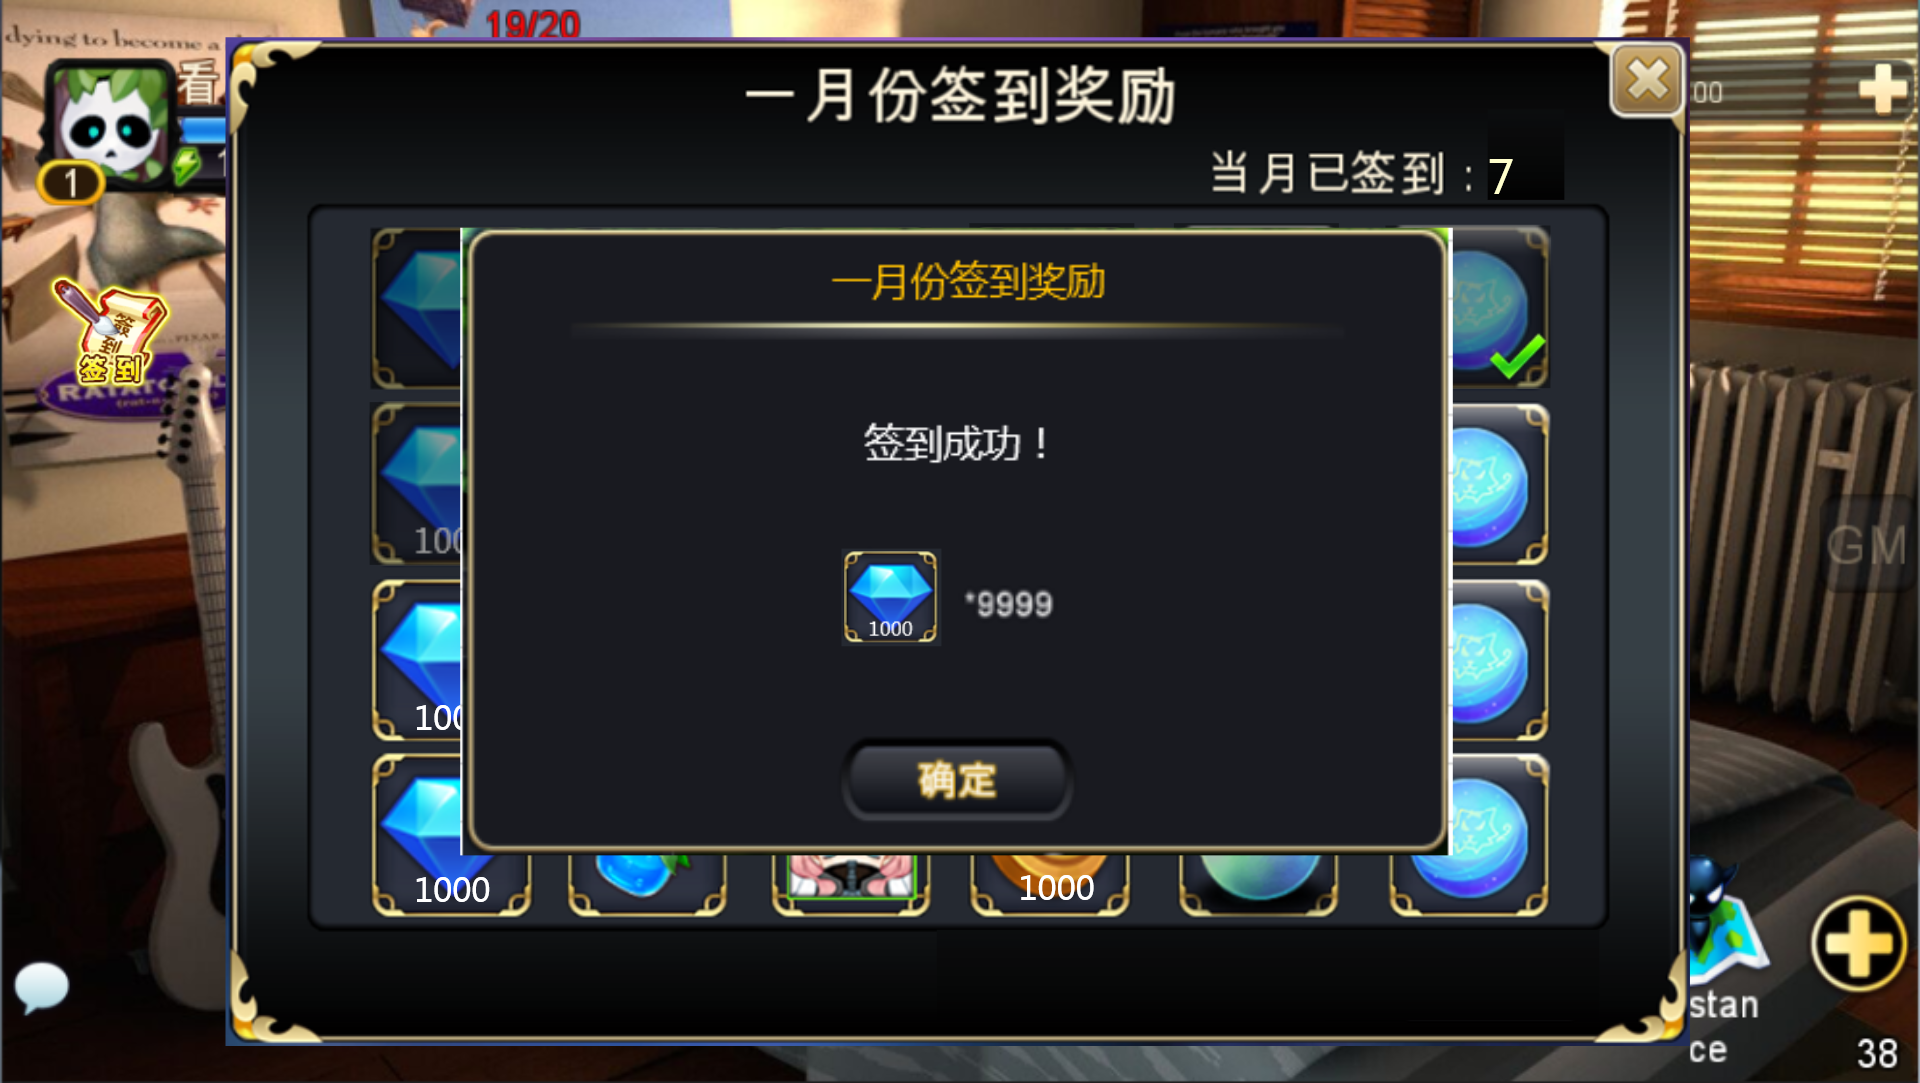 19/20
dying to become a
看
一月份签到奖励
00
当月已签到：7
1
一月份签到奖励
签到
签到
签到成功！
100
GM
1000
*9999
100
确定
1000
1000
stan
ce
38